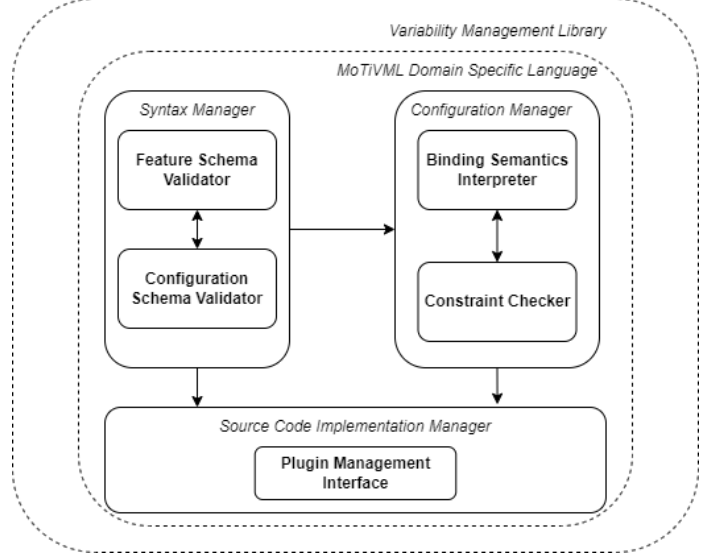 Variability Management Library
MoTiVML Domain Specific Language
Syntax Manager
Feature Schema
Validator
Configuration
Schema Validator
Configuration Manager
Binding Semantics
Interpreter
Constraint Checker
Source Code Implementation Manager
Plugin Management
Interface